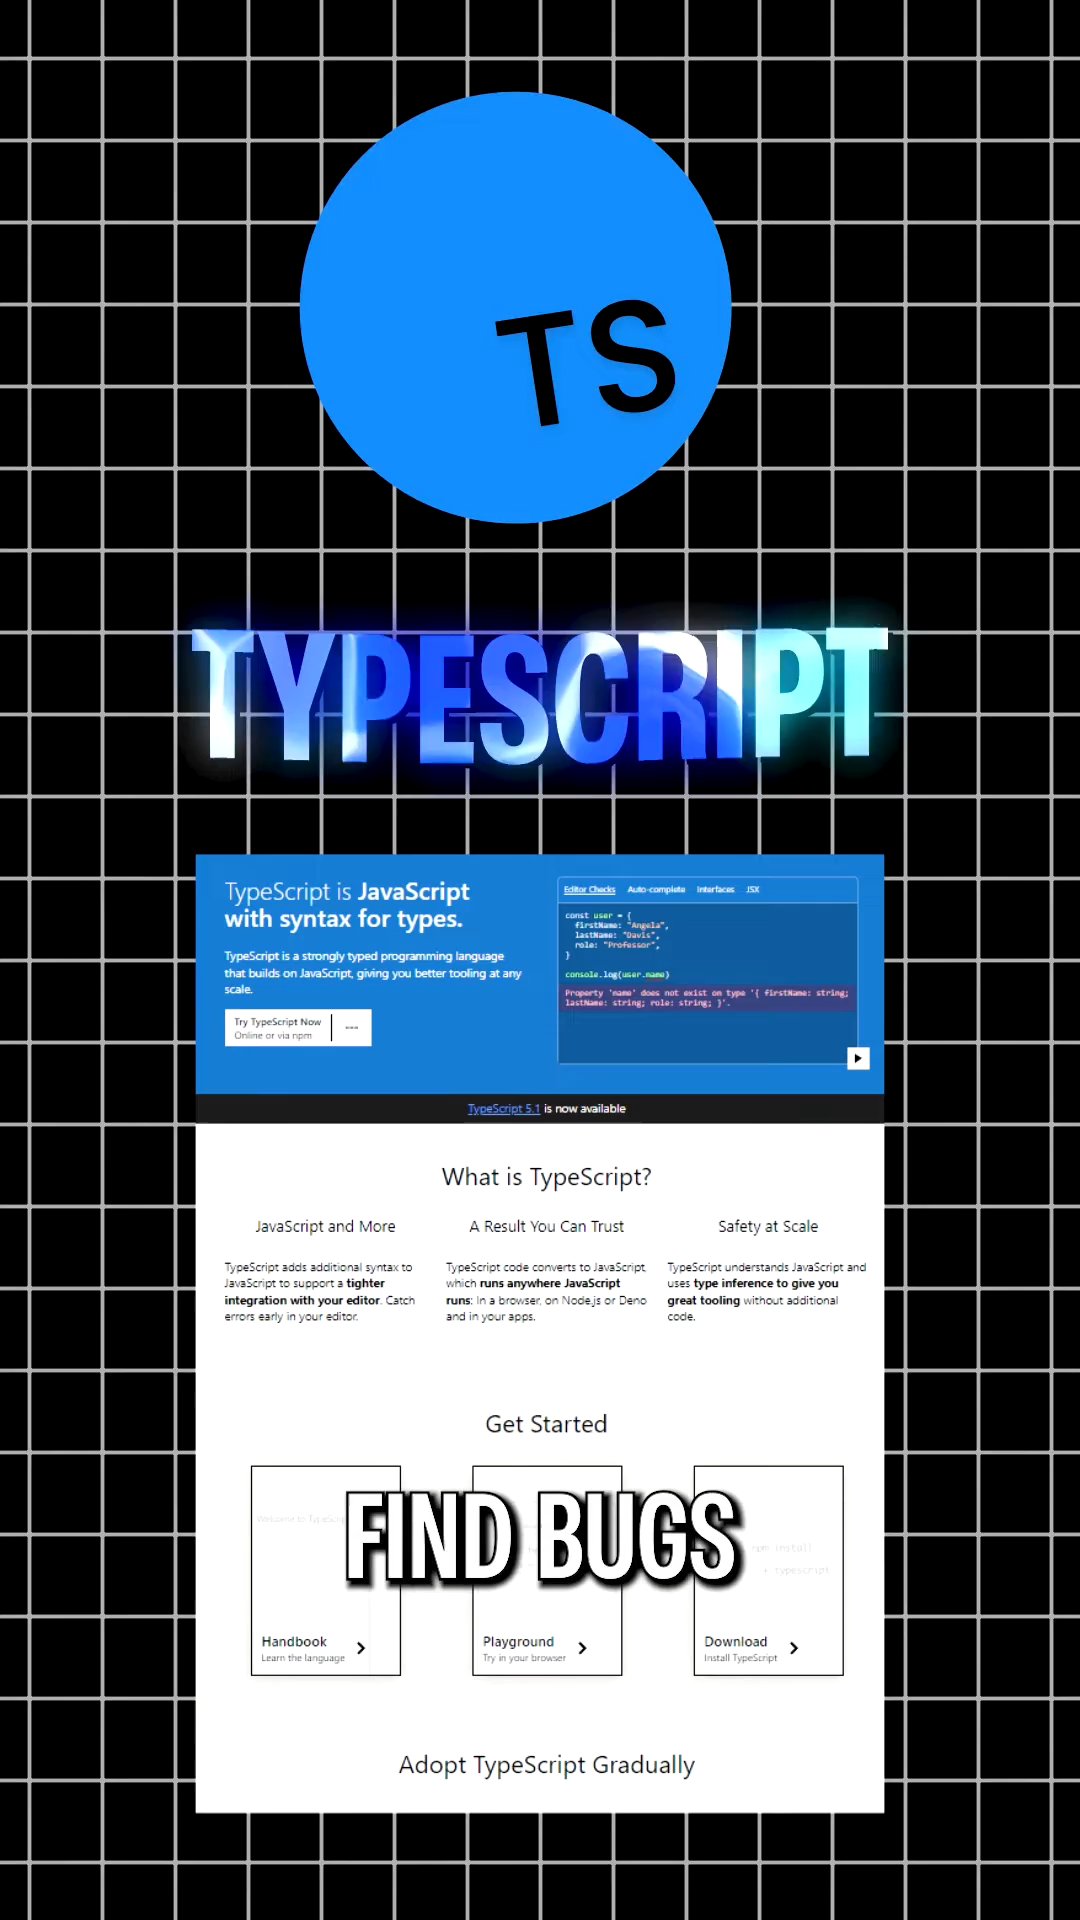 TS
TYPESCRIPT
TypeScript is JavaScript
with syntax for types.
TypeScript is a strongly typed programming language
that builds on JavaScript, giving you better tooling at any
scale.
Try TypeScript Now
Online or via npm
Editor Checks Auto-complete Interfaces JSX
const user = {
firstName: "Angela",
lastName: "Davis",
role: "Professor",
}
console.log(user.name)
Property 'name' does not exist on type '{ firstName: string;
lastName: string; role: string; }'.
TypeScript 5.1 is now available
What is TypeScript?
JavaScript and More
TypeScript adds additional syntax to
JavaScript to support a tighter
integration with your editor. Catch
errors early in your editor.
A Result You Can Trust
TypeScript code converts to JavaScript,
which runs anywhere JavaScript
runs: In a browser, on Node.js or Deno
and in your apps.
Safety at Scale
TypeScript understands JavaScript and
uses type inference to give you
great tooling without additional
code.
Get Started
Welcome to
FIND BUGS
npm install
typescript
Handbook
Learn the language
Playground
Try in your browser
Download
Install TypeScript
Adopt TypeScript Gradually